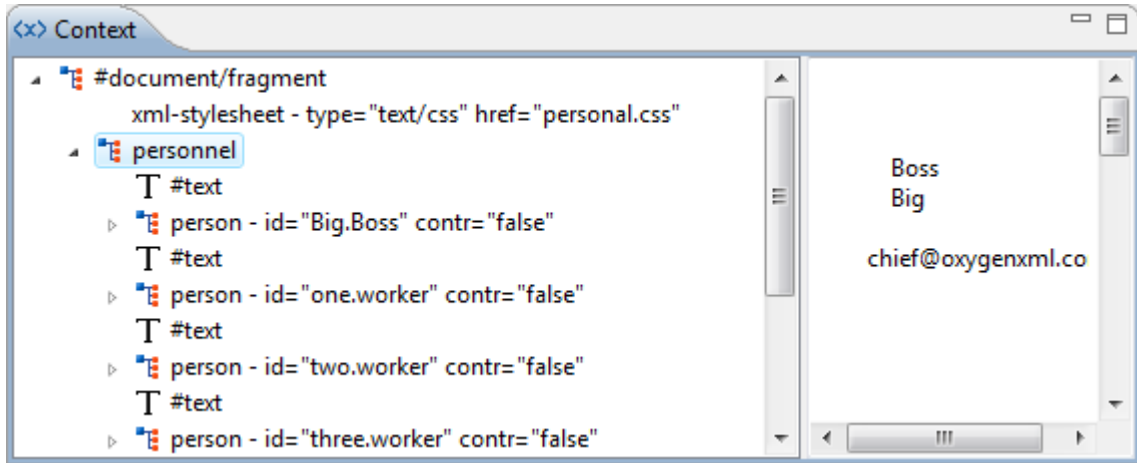 <x> Context
#document/fragment
xml-stylesheet - type="text/css" href="personal.css"
personnel
T #text
person - id="Big.Boss" contr="false"
T #text
person - id="one.worker" contr="false"
T #text
person - id="two.worker" contr="false"
T #text
person - id="three.worker" contr="false"
Boss
Big
chief@oxygenxml.co